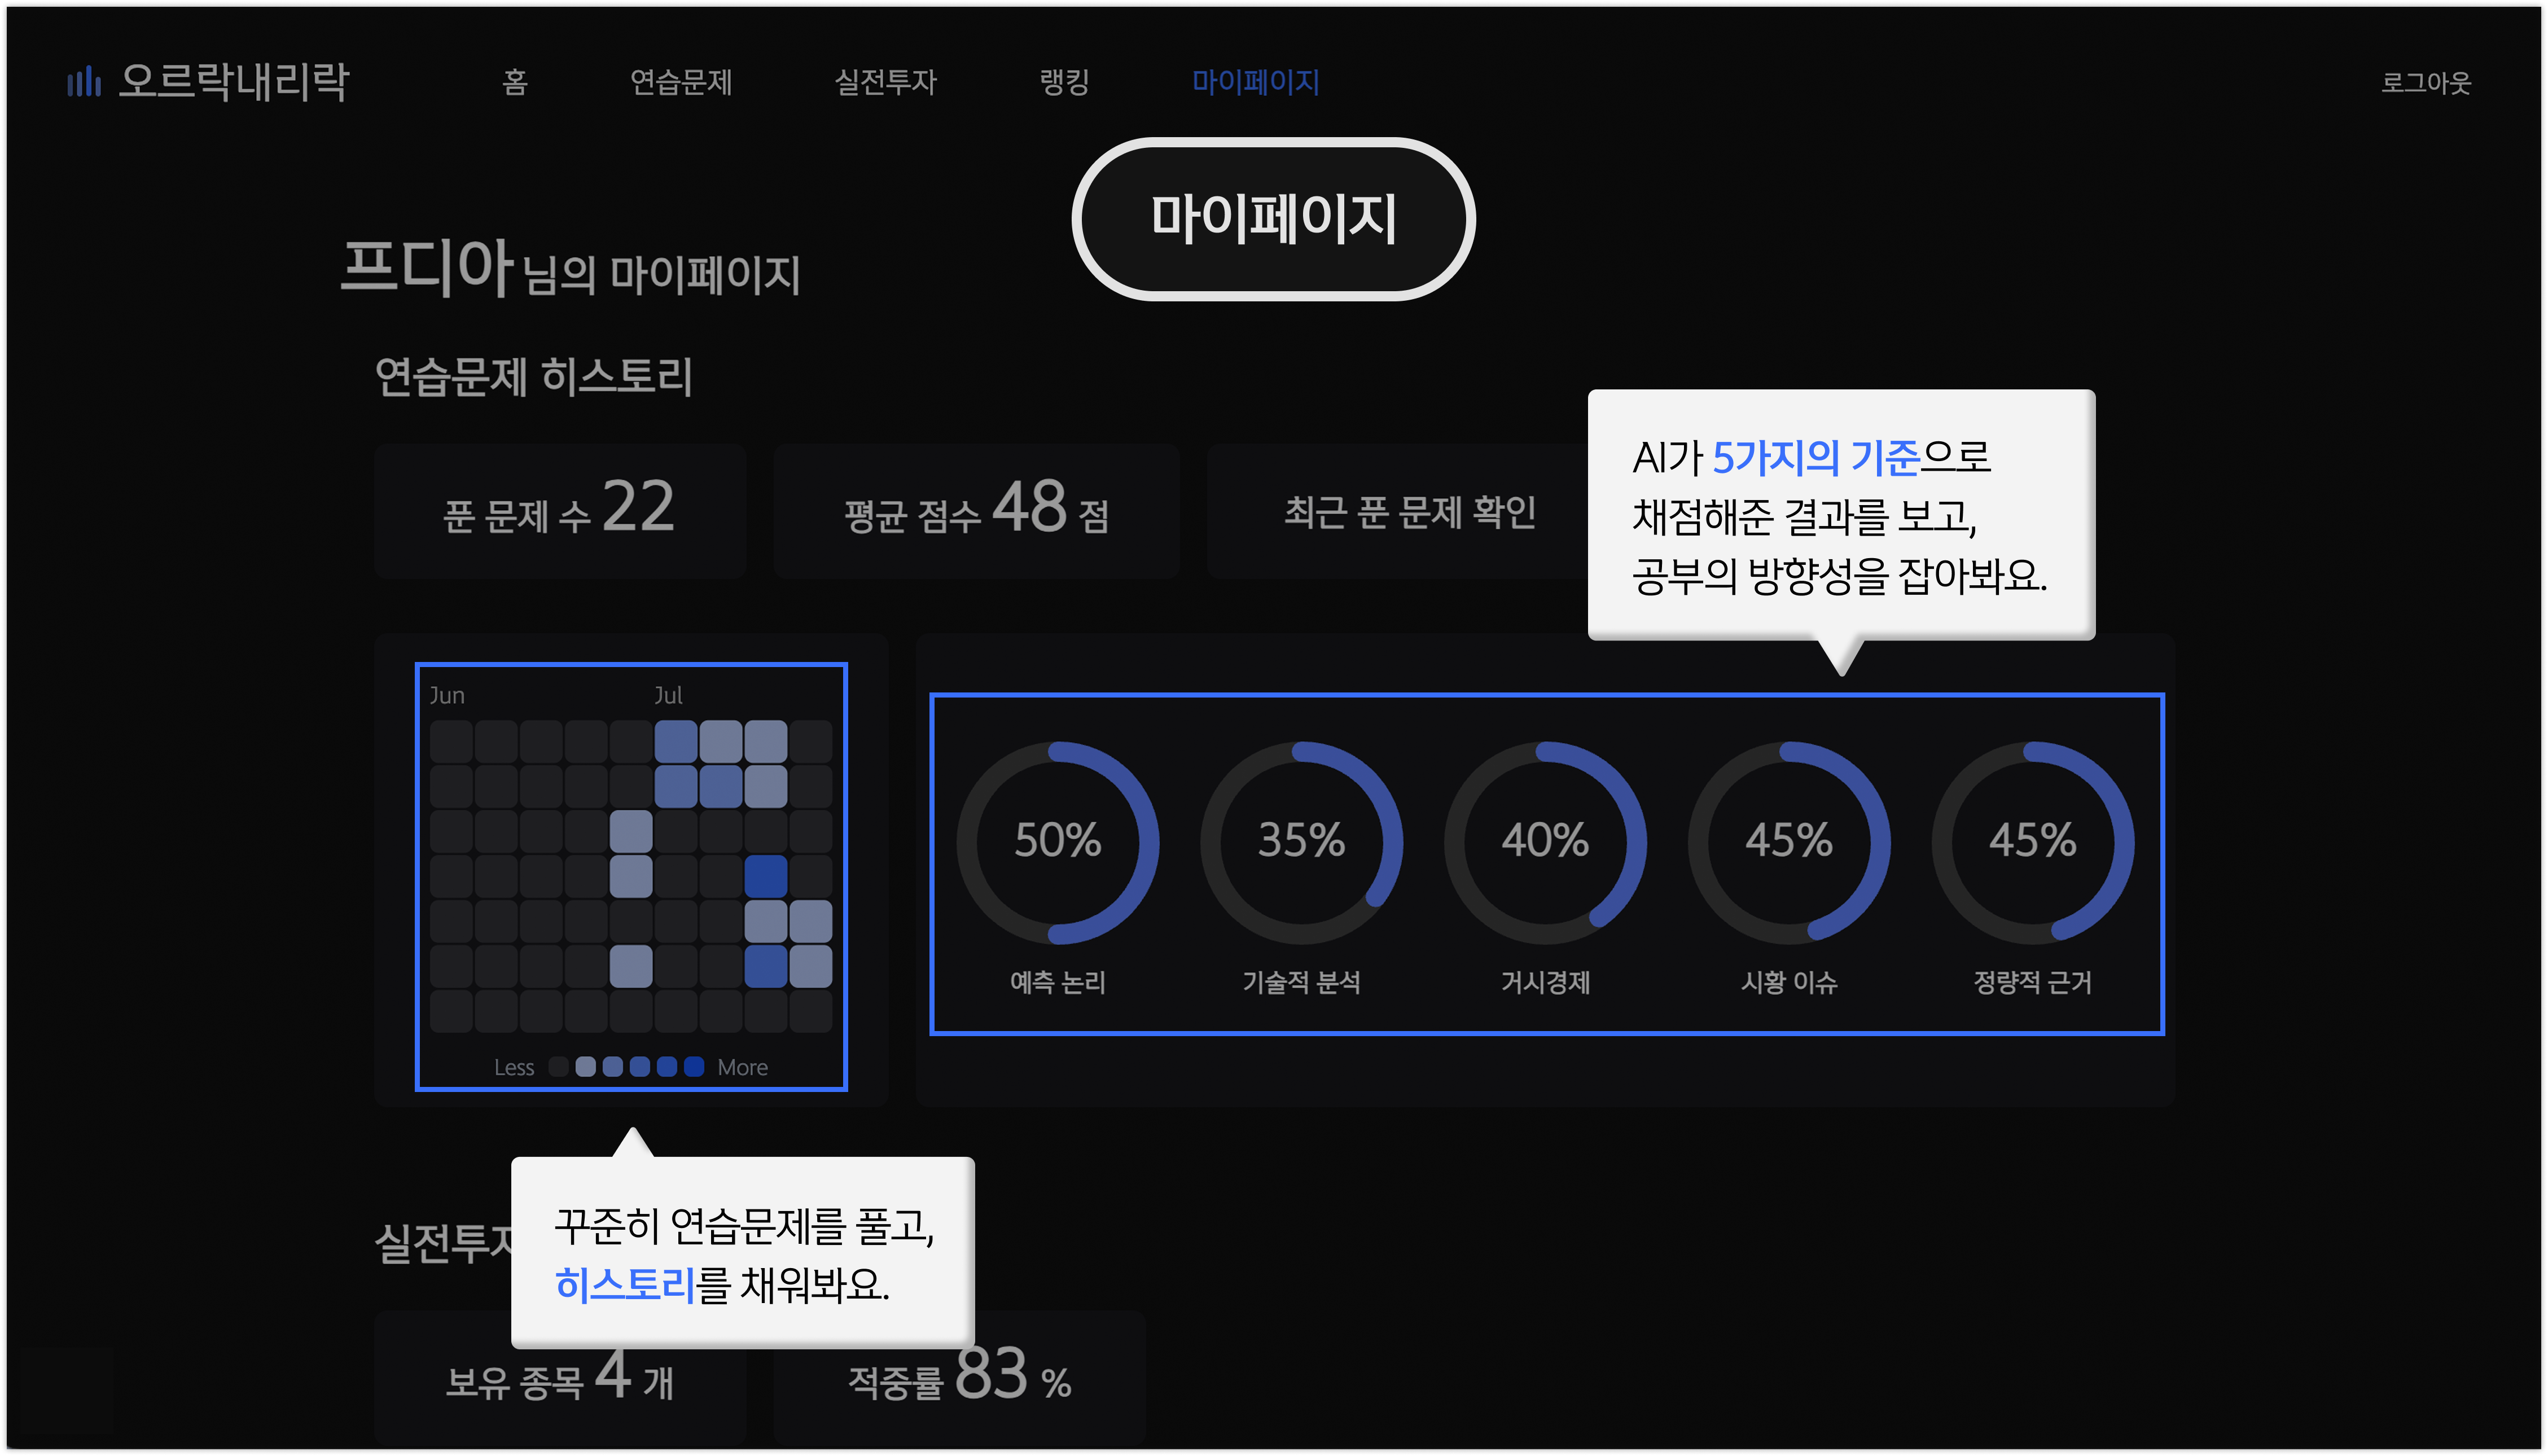 오르락내리락
홈
연습문제
실전투자
랭킹
마이페이지
로그아웃
마이페이지
프디아 님의 마이페이지
연습문제 히스토리
푼 문제 수 22
평균 점수 48 점
최근 푼 문제 확인
AI가 5가지의 기준으로
채점해준 결과를 보고,
공부의 방향성을 잡아봐요.
Jun
Jul
Less
More
50%
35%
40%
45%
45%
예측 논리
기술적 분석
거시경제
시황 이슈
정량적 근거
꾸준히 연습문제를 풀고,
히스토리를 채워봐요.
실전투자
보유 종목 4 개
적중률 83 %